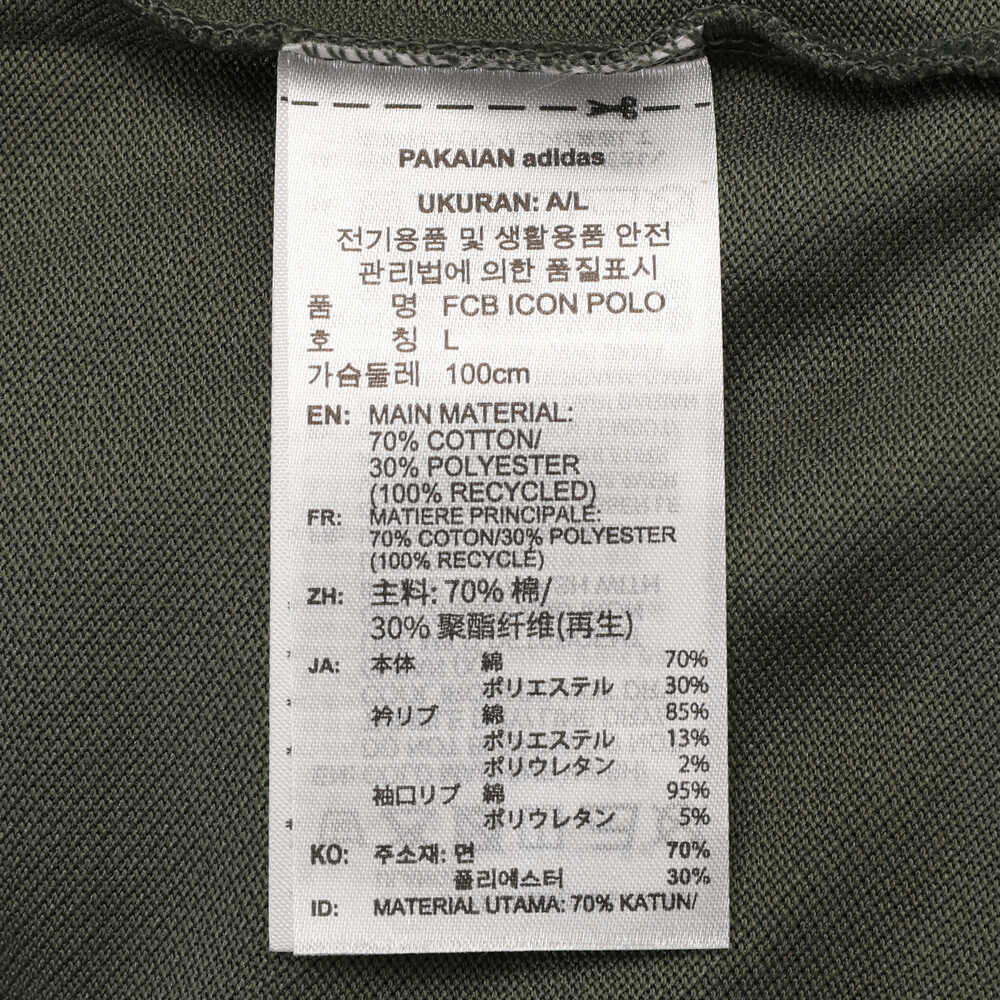 PAKAIAN adidas
UKURAN: A/L
전기용품 및 생활용품 안전
관리법에 의한 품질표시
품 명 FCB ICON POLO
호 칭 L
가슴둘레 100cm
EN: MAIN MATERIAL:
70% COTTON/
30% POLYESTER
(100% RECYCLED)
FR: MATIERE PRINCIPALE:
70% COTON/30% POLYESTER
(100% RECYCLE)
ZH: 主料: 70% 棉/
30% 聚酯纤维(再生)
JA: 本体 綿 70%
ポリエステル 30%
衿リブ 綿 85%
ポリエステル 13%
ポリウレタン 2%
袖口リブ 綿 95%
ポリウレタン 5%
KO: 주소재: 면 70%
폴리에스터 30%
ID: MATERIAL UTAMA: 70% KATUN/